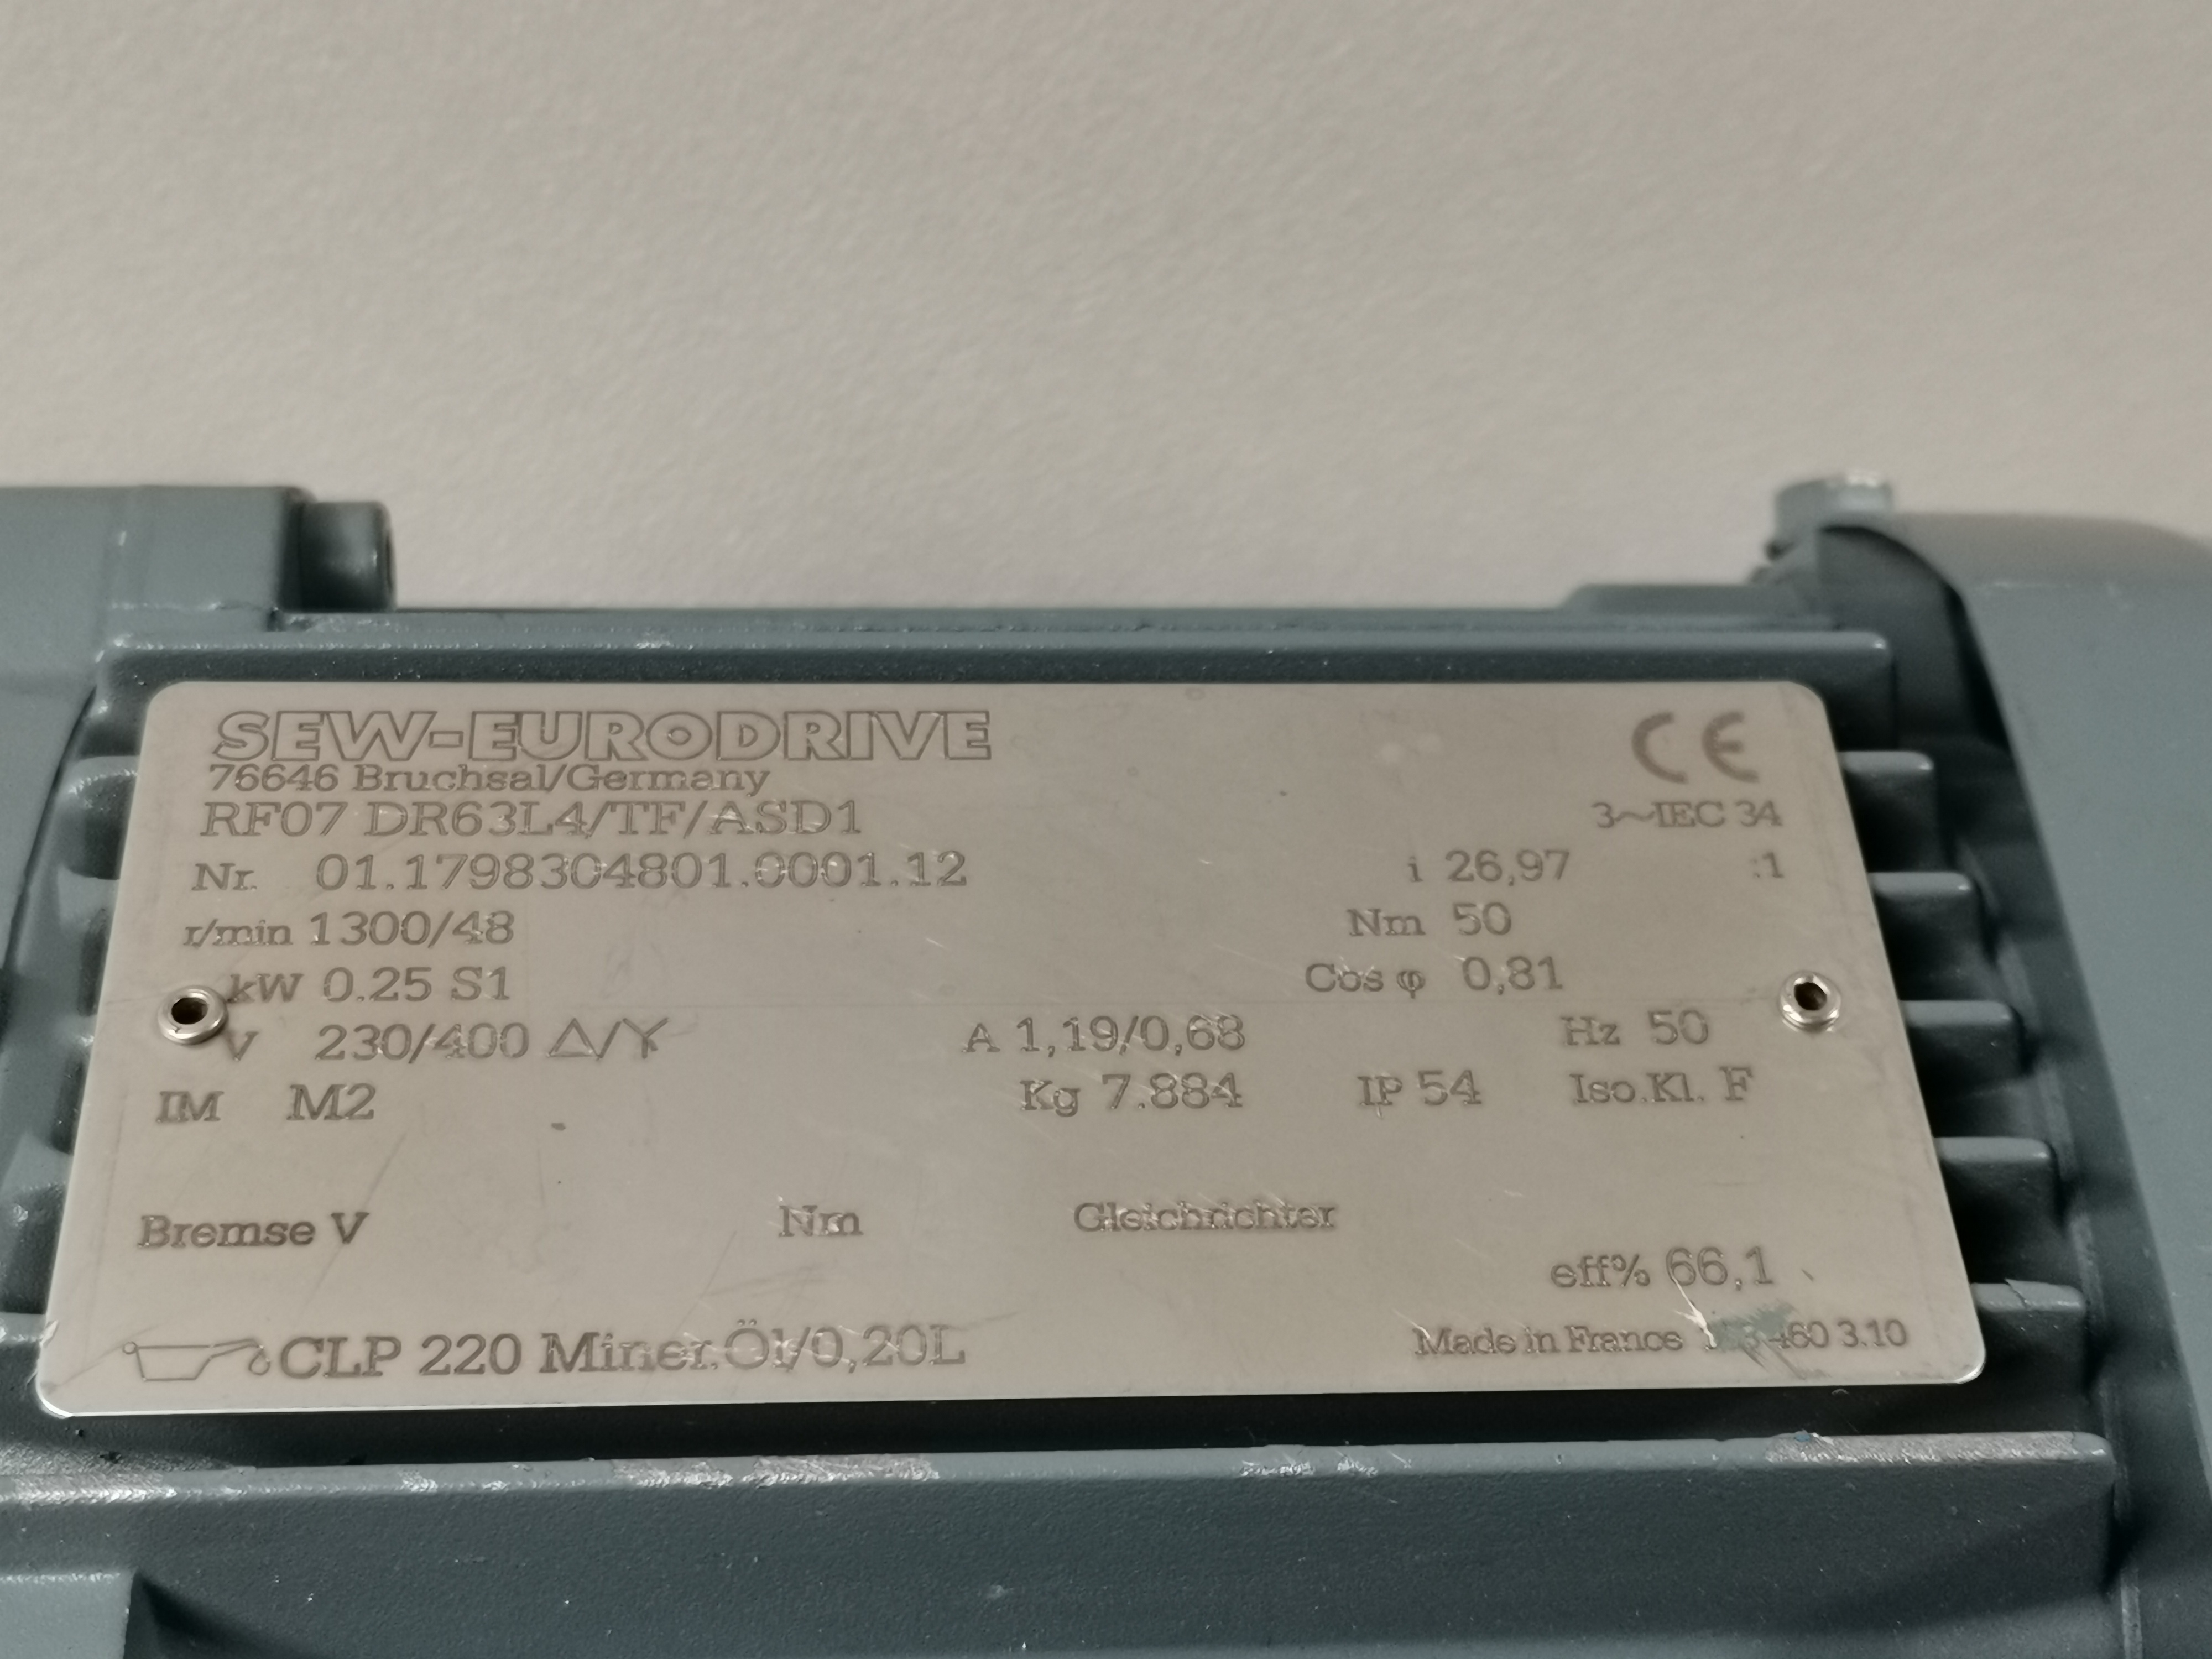 SEW-EURODRIVE
76646 Bruchsal/Germany
CE
RF07 DR63L4/TF/ASD1
3~IEC 34
Nr. 01.1798304801.0001.12
i 26,97 :1
r/min 1300/48
Nm 50
kW 0.25 S1
Cos φ 0,81
V 230/400 △/Y
A 1,19/0,68
Hz 50
IM M2
Kg 7.884
IP 54
Iso.Kl. F
Bremse V
Nm
Gleichrichter
eff% 66,1
CLP 220 Miner.Öl/0,20L
Made in France 3.10